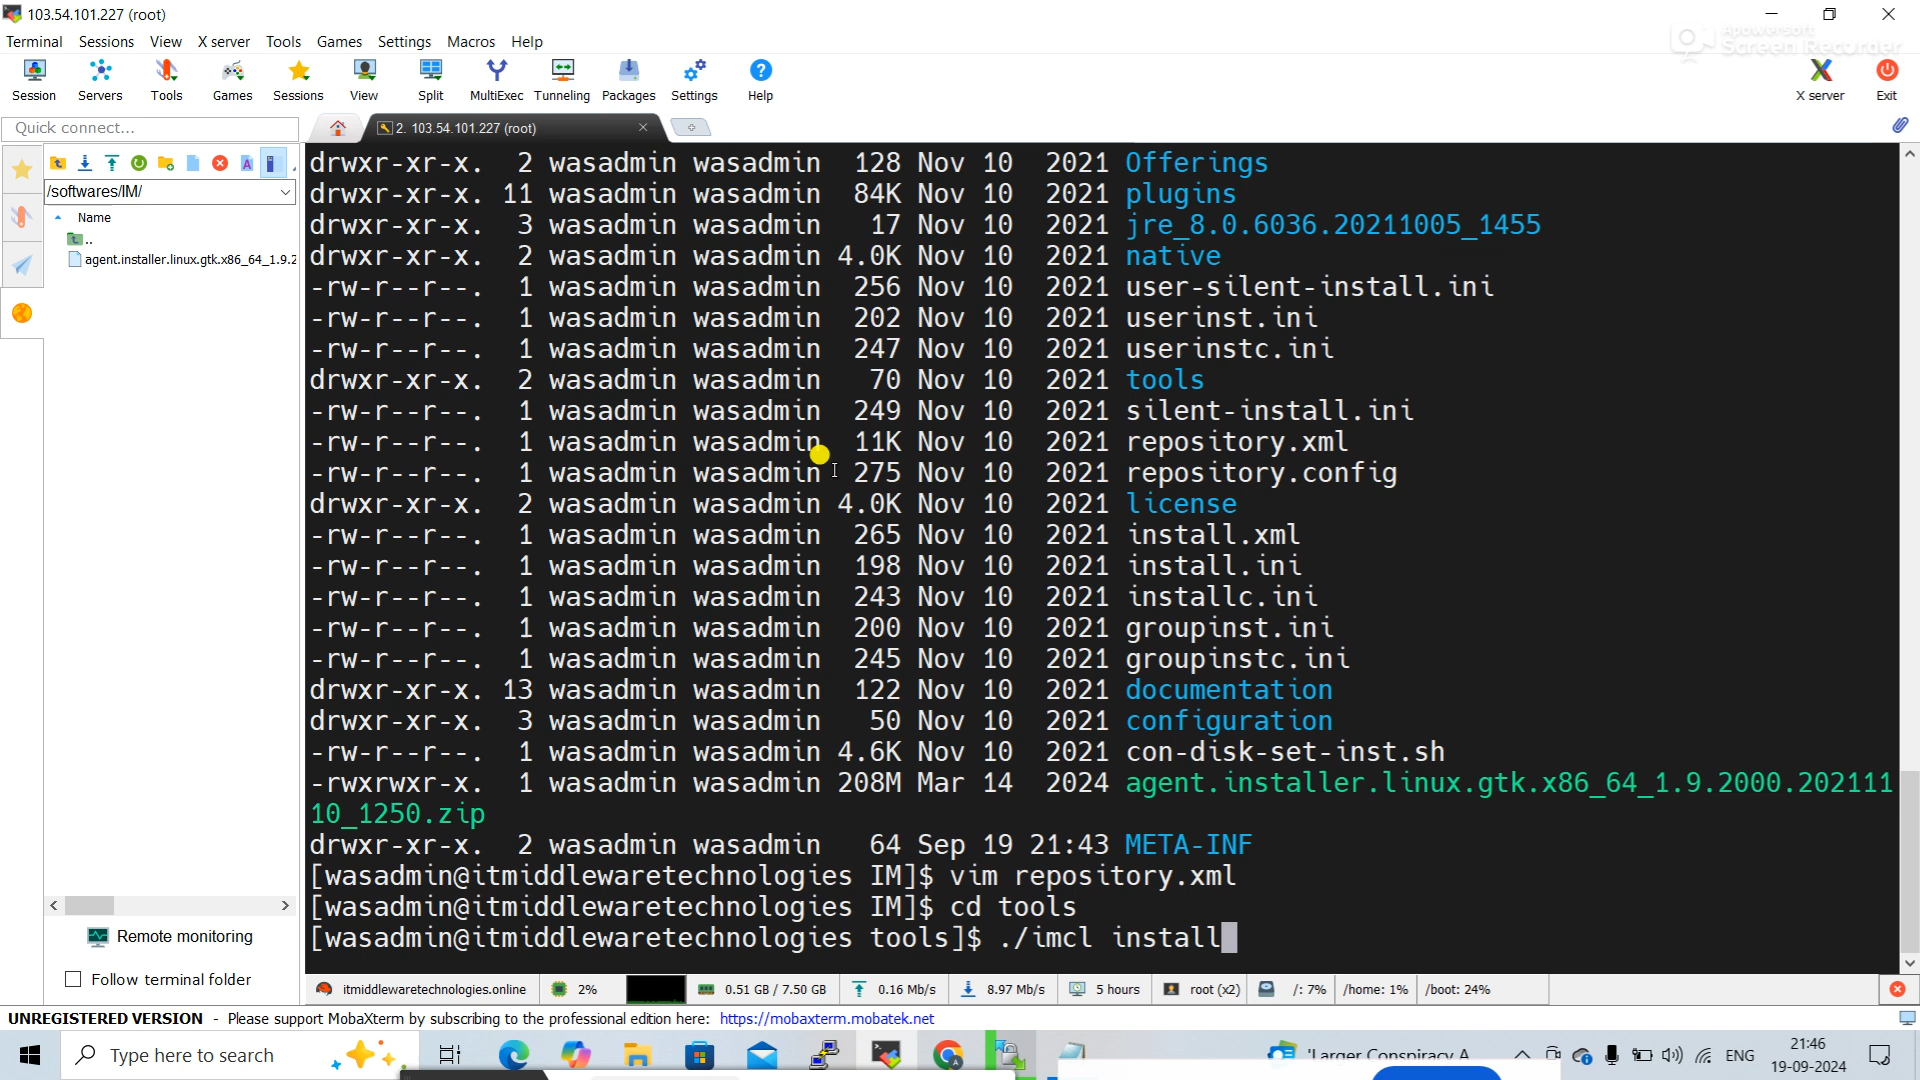 103.54.101.227 (root)
Terminal Sessions View X server Tools Games Settings Macros Help
Apowersoft
Screen Recorder
Session Servers Tools Games Sessions View Split MultiExec Tunneling Packages Settings Help X server Exit
Quick connect...
2. 103.54.101.227 (root)
/softwares/IM/
Name
..
agent.installer.linux.gtk.x86_64_1.9.2
drwxr-xr-x. 2 wasadmin wasadmin 128 Nov 10 2021 Offerings
drwxr-xr-x. 11 wasadmin wasadmin 84K Nov 10 2021 plugins
drwxr-xr-x. 3 wasadmin wasadmin 17 Nov 10 2021 jre_8.0.6036.20211005_1455
drwxr-xr-x. 2 wasadmin wasadmin 4.0K Nov 10 2021 native
-rw-r--r--. 1 wasadmin wasadmin 256 Nov 10 2021 user-silent-install.ini
-rw-r--r--. 1 wasadmin wasadmin 202 Nov 10 2021 userinst.ini
-rw-r--r--. 1 wasadmin wasadmin 247 Nov 10 2021 userinstc.ini
drwxr-xr-x. 2 wasadmin wasadmin 70 Nov 10 2021 tools
-rw-r--r--. 1 wasadmin wasadmin 249 Nov 10 2021 silent-install.ini
-rw-r--r--. 1 wasadmin wasadmin 11K Nov 10 2021 repository.xml
-rw-r--r--. 1 wasadmin wasadmin 275 Nov 10 2021 repository.config
drwxr-xr-x. 2 wasadmin wasadmin 4.0K Nov 10 2021 license
-rw-r--r--. 1 wasadmin wasadmin 265 Nov 10 2021 install.xml
-rw-r--r--. 1 wasadmin wasadmin 198 Nov 10 2021 install.ini
-rw-r--r--. 1 wasadmin wasadmin 243 Nov 10 2021 installc.ini
-rw-r--r--. 1 wasadmin wasadmin 200 Nov 10 2021 groupinst.ini
-rw-r--r--. 1 wasadmin wasadmin 245 Nov 10 2021 groupinstc.ini
drwxr-xr-x. 13 wasadmin wasadmin 122 Nov 10 2021 documentation
drwxr-xr-x. 3 wasadmin wasadmin 50 Nov 10 2021 configuration
-rw-r--r--. 1 wasadmin wasadmin 4.6K Nov 10 2021 con-disk-set-inst.sh
-rwxrwxr-x. 1 wasadmin wasadmin 208M Mar 14 2024 agent.installer.linux.gtk.x86_64_1.9.2000.202111
10_1250.zip
drwxr-xr-x. 2 wasadmin wasadmin 64 Sep 19 21:43 META-INF
[wasadmin@itmiddlewaretechnologies IM]$ vim repository.xml
[wasadmin@itmiddlewaretechnologies IM]$ cd tools
[wasadmin@itmiddlewaretechnologies tools]$ ./imcl install
Remote monitoring
Follow terminal folder
itmiddlewaretechnologies.online 2% 0.51 GB / 7.50 GB 0.16 Mb/s 8.97 Mb/s 5 hours root (x2) /: 7% /home: 1% /boot: 24%
UNREGISTERED VERSION - Please support MobaXterm by subscribing to the professional edition here: https://mobaxterm.mobatek.net
Type here to search
'Larger Conspiracy A
ENG
21:46
19-09-2024